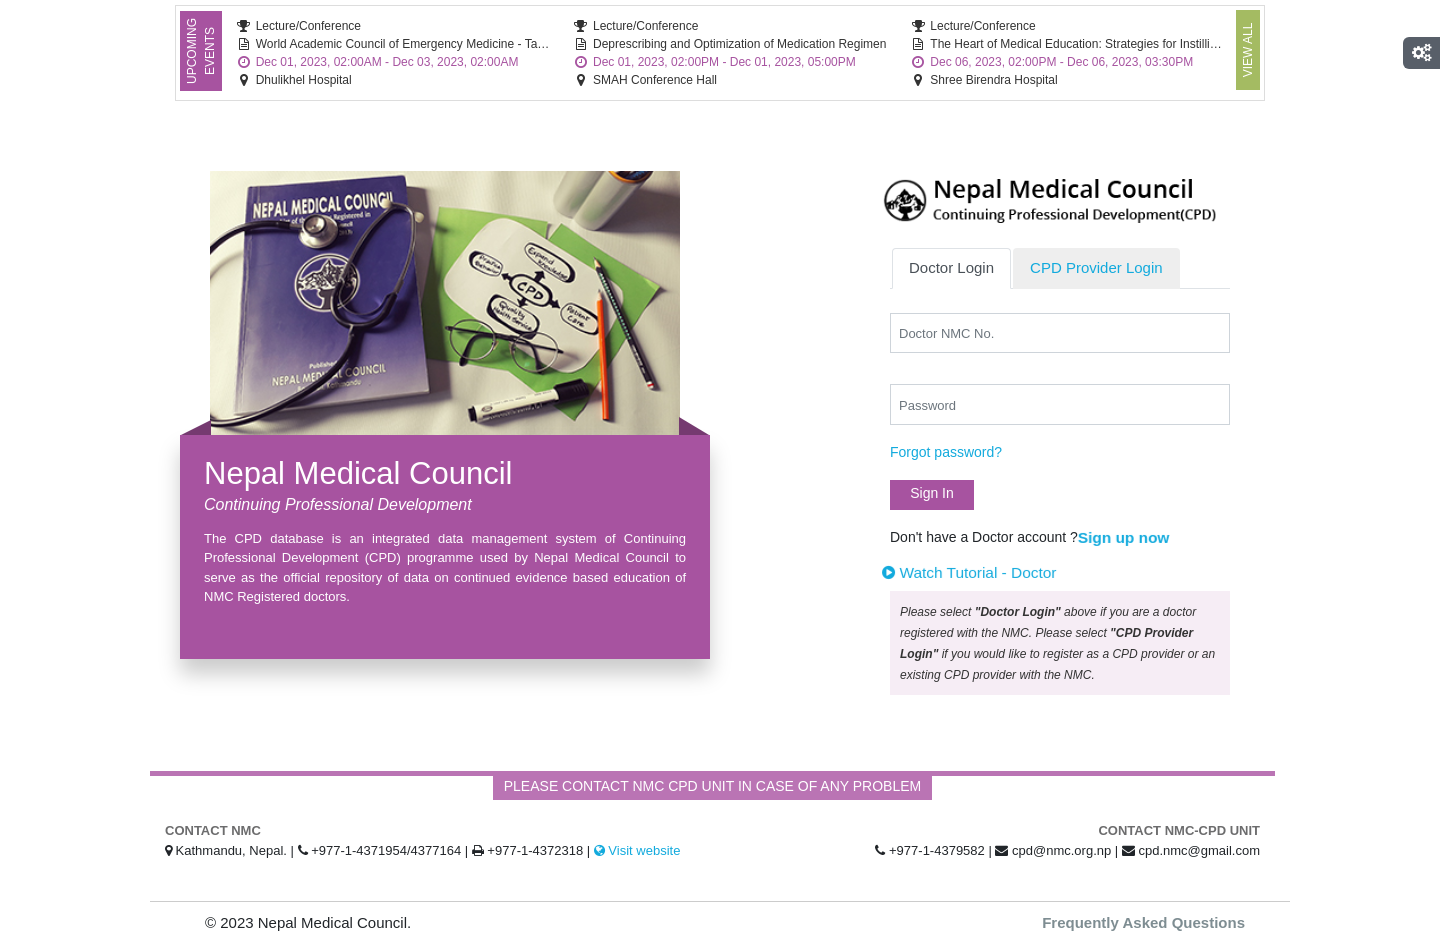 UPCOMING
EVENTS
Lecture/Conference
World Academic Council of Emergency Medicine - Ta…
Dec 01, 2023, 02:00AM - Dec 03, 2023, 02:00AM
Dhulikhel Hospital
Lecture/Conference
Deprescribing and Optimization of Medication Regimen
Dec 01, 2023, 02:00PM - Dec 01, 2023, 05:00PM
SMAH Conference Hall
Lecture/Conference
The Heart of Medical Education: Strategies for Instilli…
Dec 06, 2023, 02:00PM - Dec 06, 2023, 03:30PM
Shree Birendra Hospital
VIEW ALL
NEPAL MEDICAL COUNCIL
Registered in
Expand
Knowledge
Practice
Behavior
CPD
Quality
Health Service
Patient
Care
NEPAL MEDICAL COUNCIL
Nepal Medical Council
Continuing Professional Development
The CPD database is an integrated data management system of Continuing
Professional Development (CPD) programme used by Nepal Medical Council to
serve as the official repository of data on continued evidence based education of
NMC Registered doctors.
Nepal Medical Council
Continuing Professional Development(CPD)
Doctor Login
CPD Provider Login
Doctor NMC No.
Password
Forgot password?
Sign In
Don't have a Doctor account ?Sign up now
Watch Tutorial - Doctor
Please select "Doctor Login" above if you are a doctor
registered with the NMC. Please select "CPD Provider
Login" if you would like to register as a CPD provider or an
existing CPD provider with the NMC.
PLEASE CONTACT NMC CPD UNIT IN CASE OF ANY PROBLEM
CONTACT NMC
Kathmandu, Nepal. | +977-1-4371954/4377164 | +977-1-4372318 | Visit website
CONTACT NMC-CPD UNIT
+977-1-4379582 | cpd@nmc.org.np | cpd.nmc@gmail.com
© 2023 Nepal Medical Council.
Frequently Asked Questions